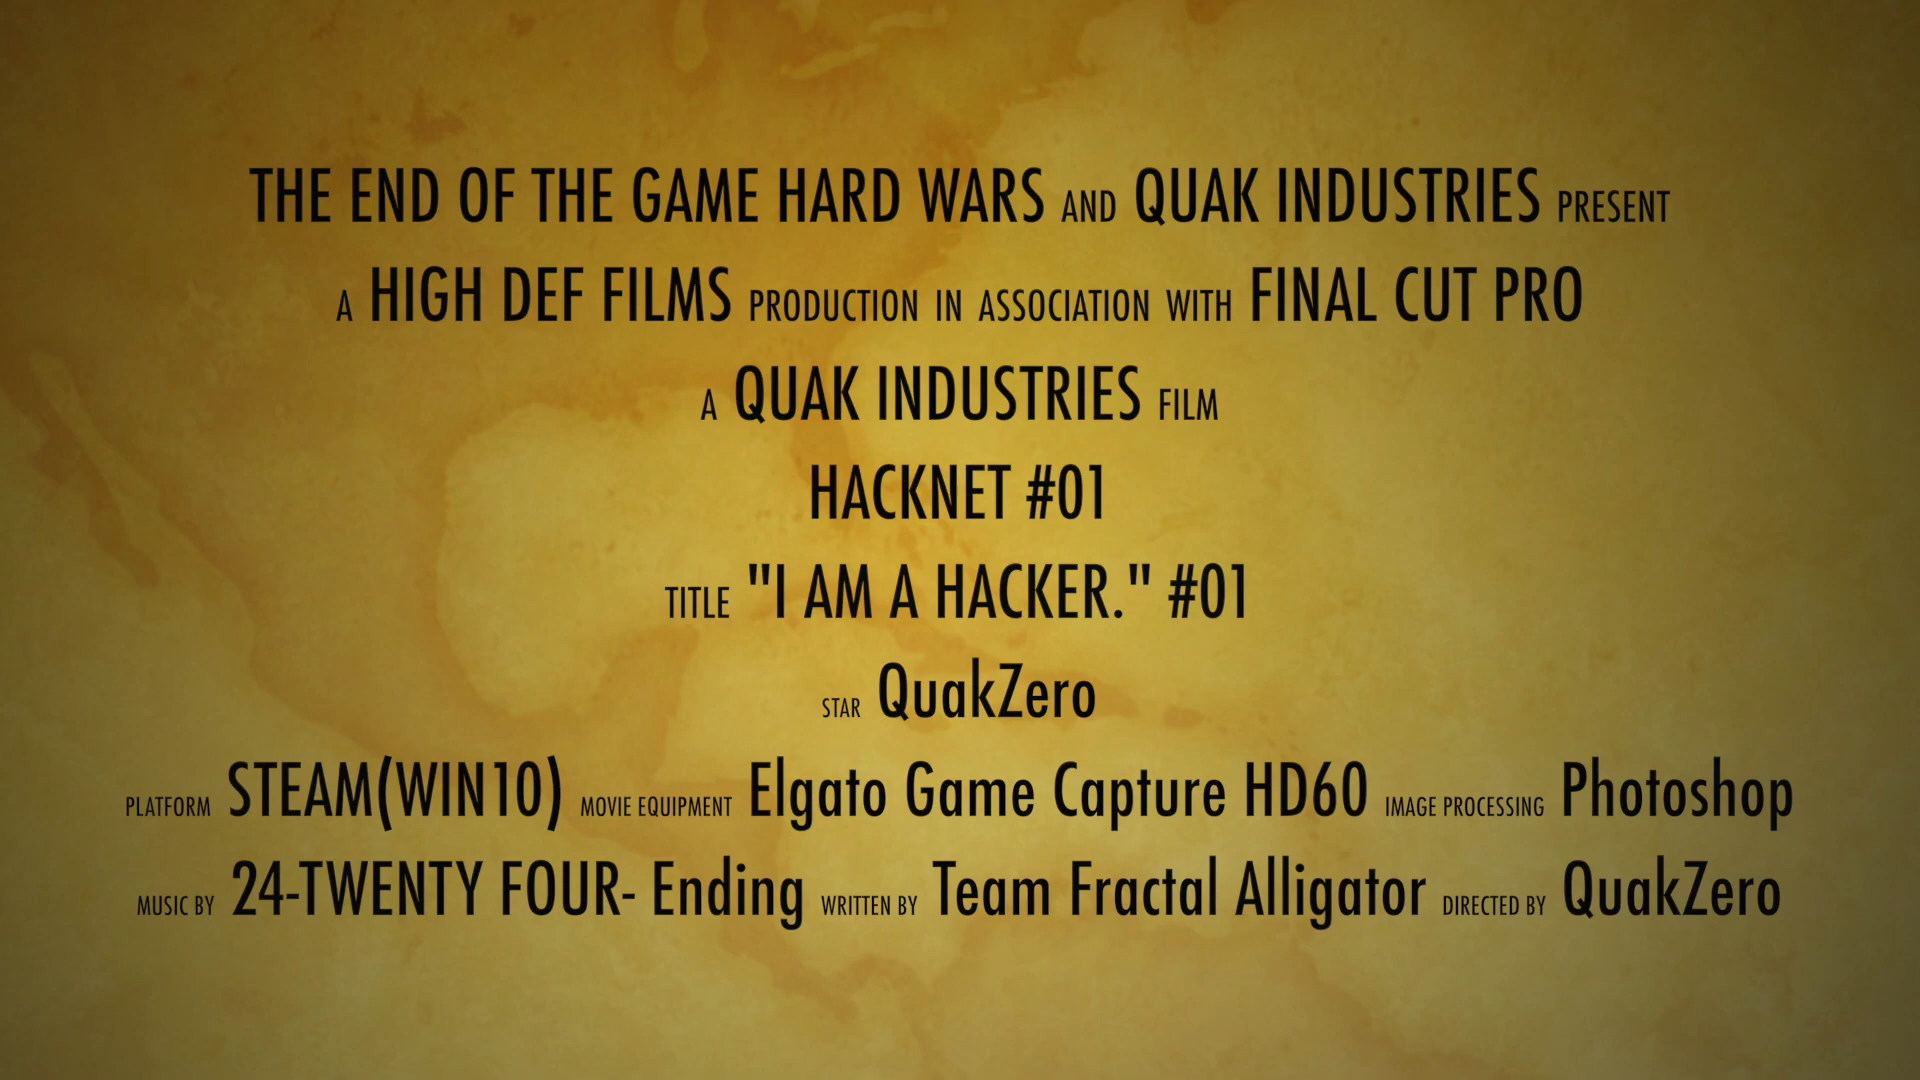 THE END OF THE GAME HARD WARS AND QUAK INDUSTRIES PRESENT
A HIGH DEF FILMS PRODUCTION IN ASSOCIATION WITH FINAL CUT PRO
A QUAK INDUSTRIES FILM
HACKNET #01
TITLE "I AM A HACKER." #01
STAR QuakZero
PLATFORM STEAM(WIN10) MOVIE EQUIPMENT Elgato Game Capture HD60 IMAGE PROCESSING Photoshop
MUSIC BY 24-TWENTY FOUR- Ending WRITTEN BY Team Fractal Alligator DIRECTED BY QuakZero